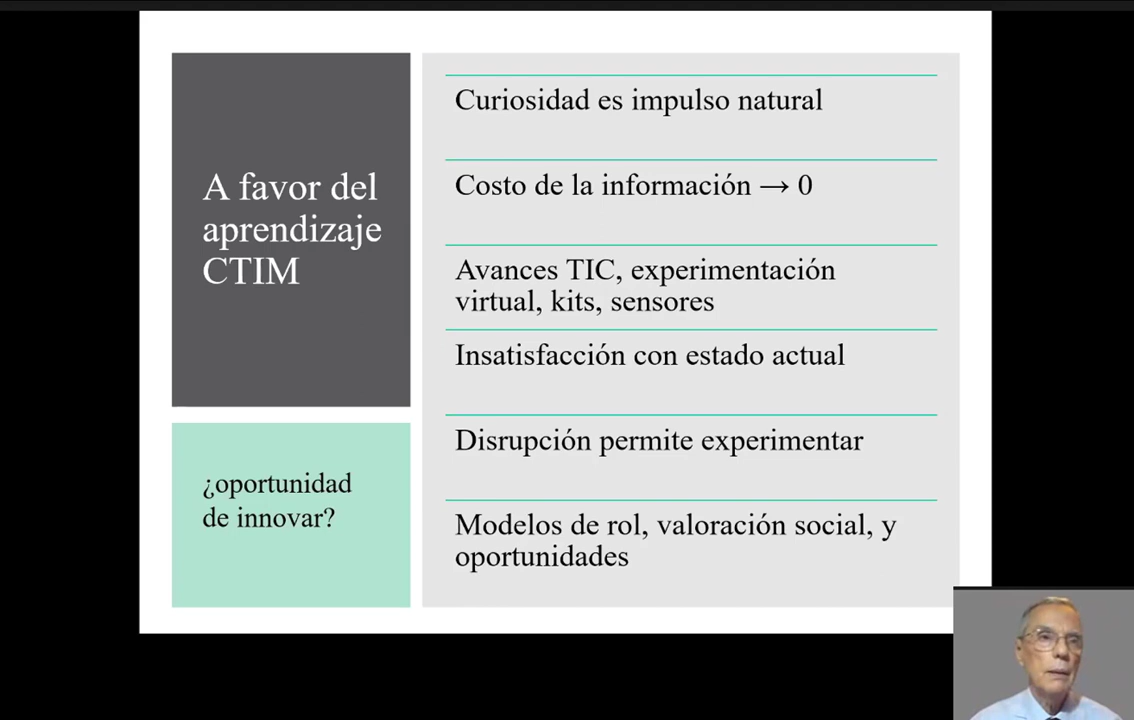 A favor del
aprendizaje
CTIM
¿oportunidad
de innovar?
Curiosidad es impulso natural
Costo de la información → 0
Avances TIC, experimentación
virtual, kits, sensores
Insatisfacción con estado actual
Disrupción permite experimentar
Modelos de rol, valoración social, y
oportunidades